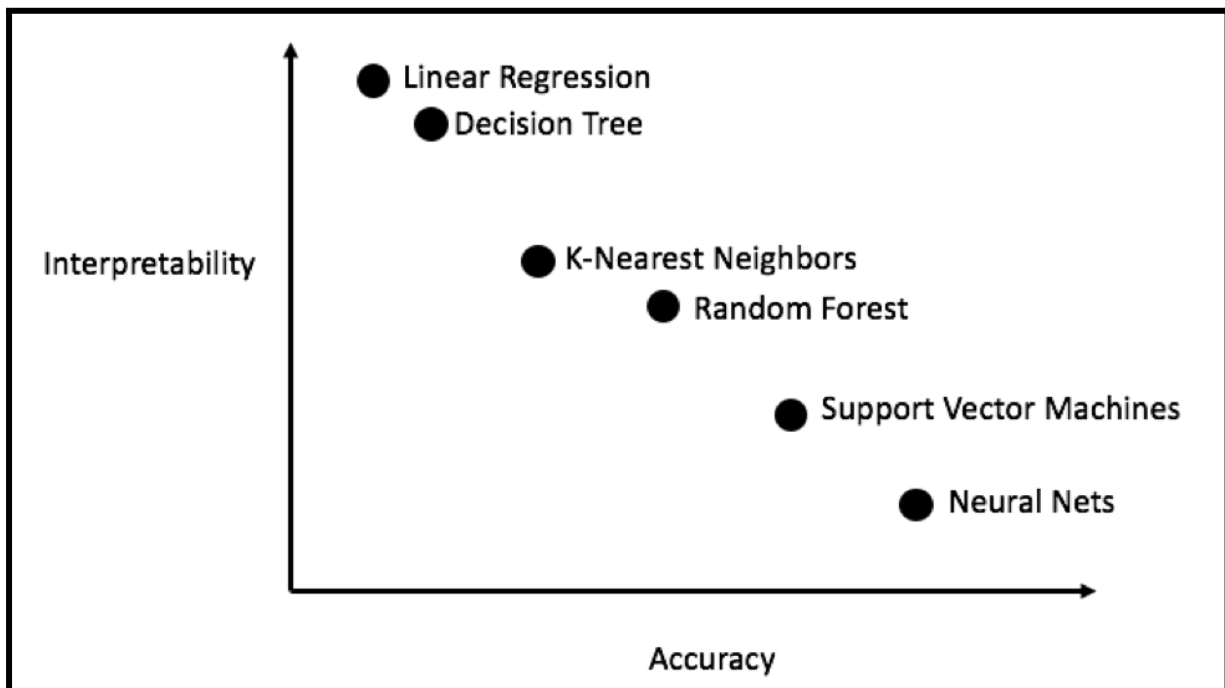 Linear Regression
Decision Tree
Interpretability
K-Nearest Neighbors
Random Forest
Support Vector Machines
Neural Nets
Accuracy